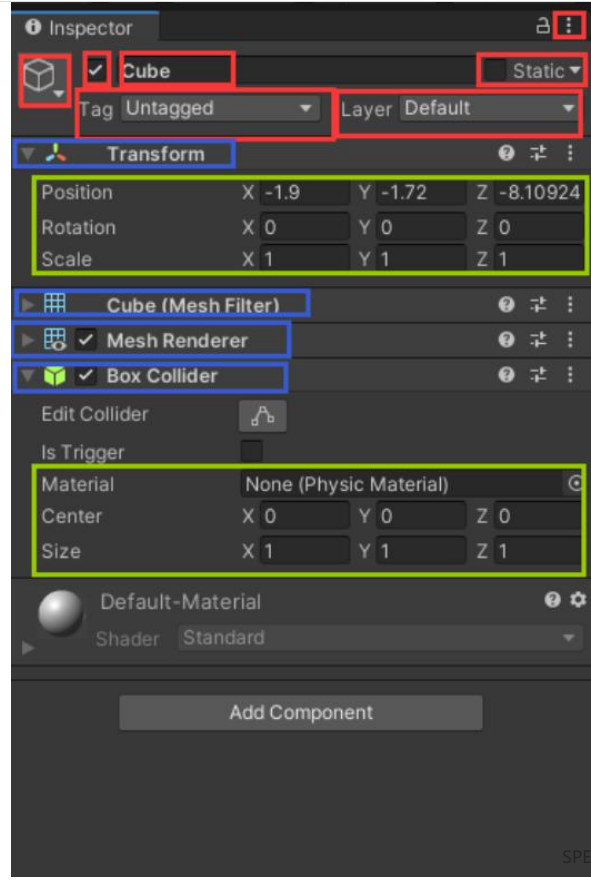 Inspector
Cube Static
Tag Untagged Layer Default
Transform
Position X -1.9 Y -1.72 Z -8.10924
Rotation X 0 Y 0 Z 0
Scale X 1 Y 1 Z 1
Cube (Mesh Filter)
Mesh Renderer
Box Collider
Edit Collider
Is Trigger
Material None (Physic Material)
Center X 0 Y 0 Z 0
Size X 1 Y 1 Z 1
Default-Material
Shader Standard
Add Component
SPE